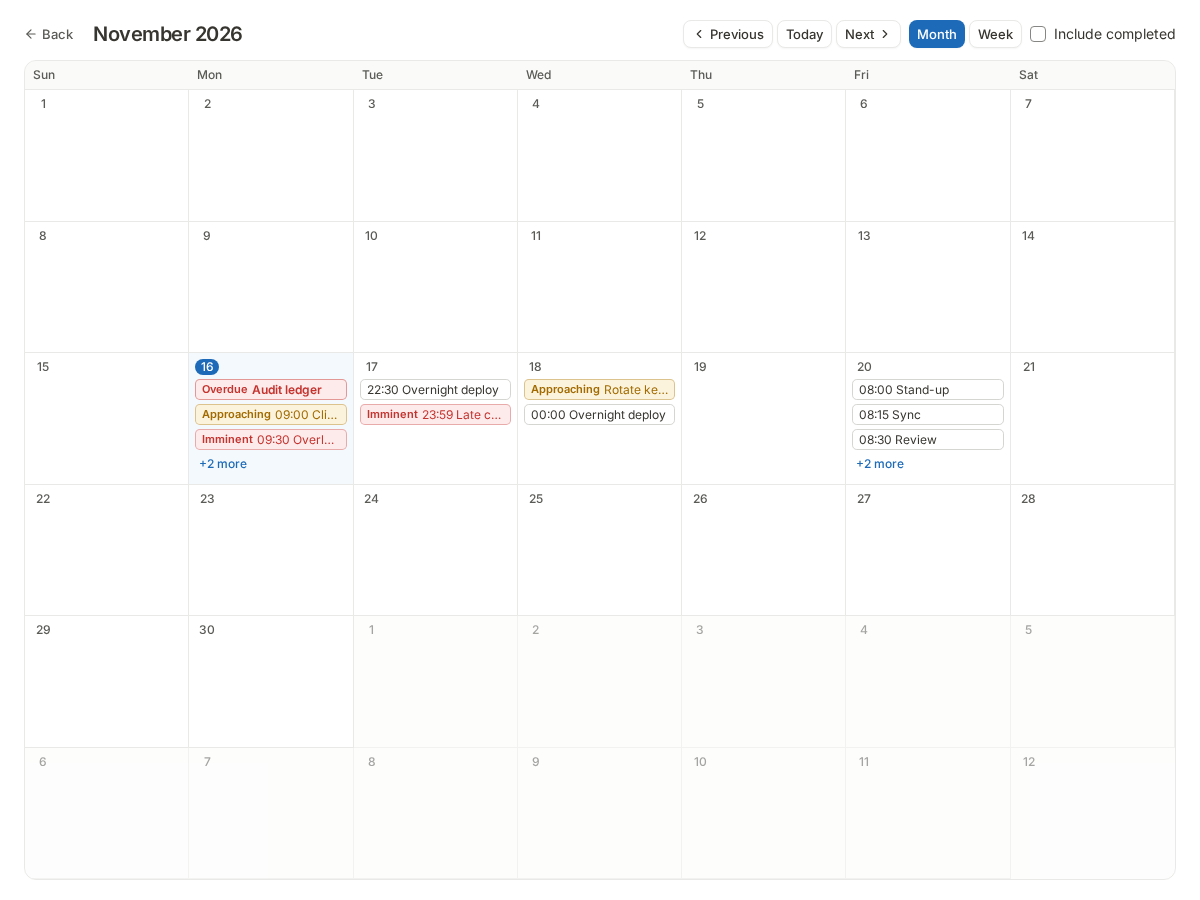 Back
November 2026
Previous
Today
Next
Month
Week
Include completed
Sun Mon Tue Wed Thu Fri Sat
1 2 3 4 5 6 7
8 9 10 11 12 13 14
15 16 17 18 19 20 21
Overdue Audit ledger
Approaching 09:00 Cli...
Imminent 09:30 Overl...
+2 more
22:30 Overnight deploy
Imminent 23:59 Late c...
Approaching Rotate ke...
00:00 Overnight deploy
08:00 Stand-up
08:15 Sync
08:30 Review
+2 more
22 23 24 25 26 27 28
29 30 1 2 3 4 5
6 7 8 9 10 11 12